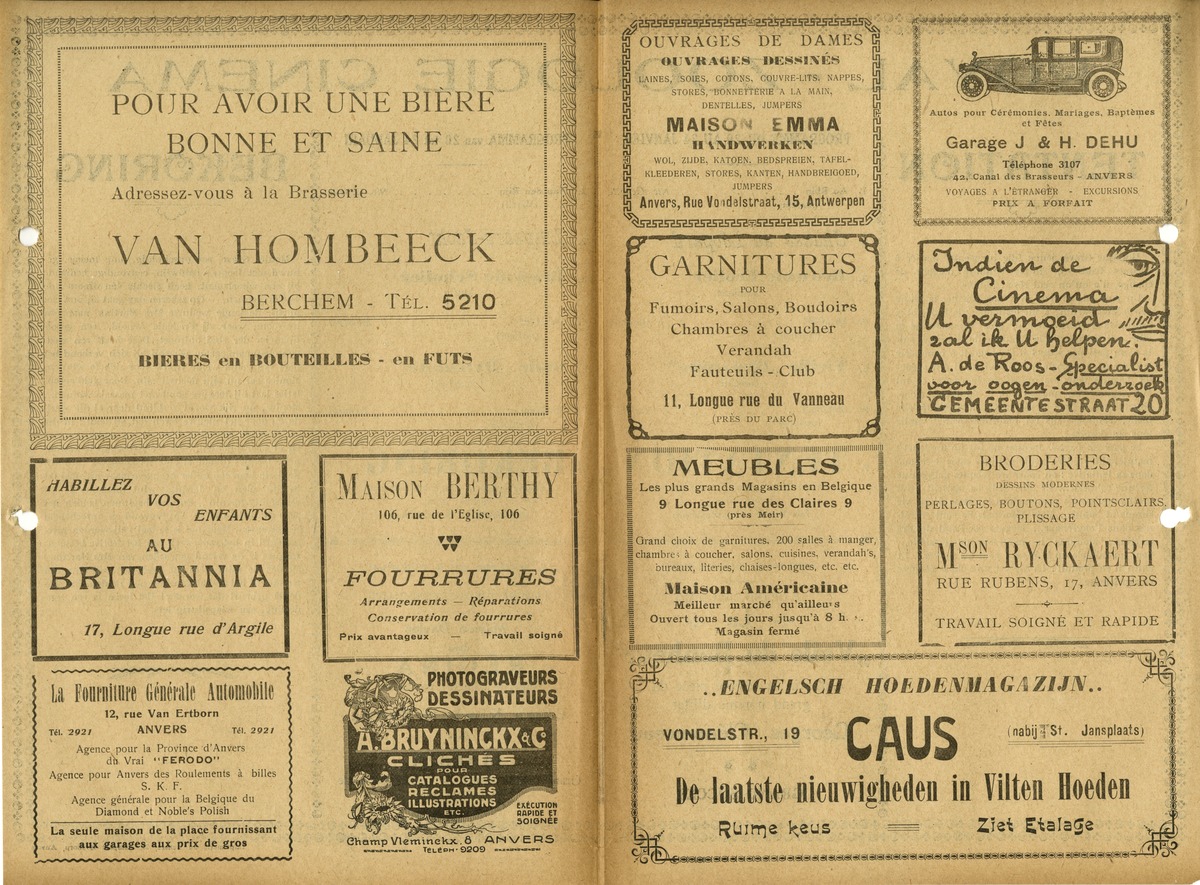 POUR AVOIR UNE BIÈRE
BONNE ET SAINE
Adressez-vous à la Brasserie
VAN HOMBEECK
BERCHEM - TÉL. 5210
BIERES en BOUTEILLES - en FUTS
HABILLEZ
VOS
ENFANTS
AU
BRITANNIA
17, Longue rue d'Argile
MAISON BERTHY
106, rue de l'Eglise, 106
FOURRURES
Arrangements — Réparations
Conservation de fourrures
Prix avantageux — Travail soigné
La Fourniture Générale Automobile
12, rue Van Ertborn
Tél. 2921 ANVERS Tél. 2921
Agence pour la Province d'Anvers
du Vrai "FERODO"
Agence pour Anvers des Roulements à billes
S. K. F.
Agence générale pour la Belgique du
Diamond et Noble's Polish
La seule maison de la place fournissant
aux garages aux prix de gros
PHOTOGRAVEURS
DESSINATEURS
A. BRUYNINCKX & Co
CLICHÉS
POUR
CATALOGUES
RECLAMES
ILLUSTRATIONS
ETC.
EXÉCUTION
RAPIDE ET
SOIGNÉE
Champ Vleminckx. 8 ANVERS
TELÉPH. 9209
OUVRAGES DE DAMES
OUVRAGES DESSINÉS
LAINES, SOIES, COTONS, COUVRE-LITS, NAPPES,
STORES, BONNETTERIE A LA MAIN,
DENTELLES, JUMPERS
MAISON EMMA
HANDWERKEN
WOL, ZIJDE, KATOEN, BEDSPREIEN, TAFEL-
KLEEDEREN, STORES, KANTEN, HANDBREIGOED,
JUMPERS
Anvers, Rue Vondelstraat, 15, Antwerpen
Autos pour Cérémonies, Mariages, Baptêmes
et Fêtes
Garage J & H. DEHU
Téléphone 3107
42, Canal des Brasseurs - ANVERS
VOYAGES A L'ÉTRANGER - EXCURSIONS
PRIX A FORFAIT
GARNITURES
POUR
Fumoirs, Salons, Boudoirs
Chambres à coucher
Verandah
Fauteuils - Club
11, Longue rue du Vanneau
(PRÈS DU PARC)
Indien de
Cinema
U vermoeid
zal ik U helpen.
A. de Roos - Specialist
voor oogen-onderzoek
GEMEENTESTRAAT 20
MEUBLES
Les plus grands Magasins en Belgique
9 Longue rue des Claires 9
(près Meir)
Grand choix de garnitures, 200 salles à manger,
chambres à coucher, salons, cuisines, verandah's,
bureaux, literies, chaises-longues, etc. etc.
Maison Américaine
Meilleur marché qu'ailleurs
Ouvert tous les jours jusqu'à 8 h.
Magasin fermé
BRODERIES
DESSINS MODERNES
PERLAGES, BOUTONS, POINTSCLAIRS,
PLISSAGE
MSON RYCKAERT
RUE RUBENS, 17, ANVERS
TRAVAIL SOIGNÉ ET RAPIDE
..ENGELSCH HOEDENMAGAZIJN..
VONDELSTR., 19 CAUS (nabij St. Jansplaats)
De laatste nieuwigheden in Vilten Hoeden
Ruime keus Ziet Etalage